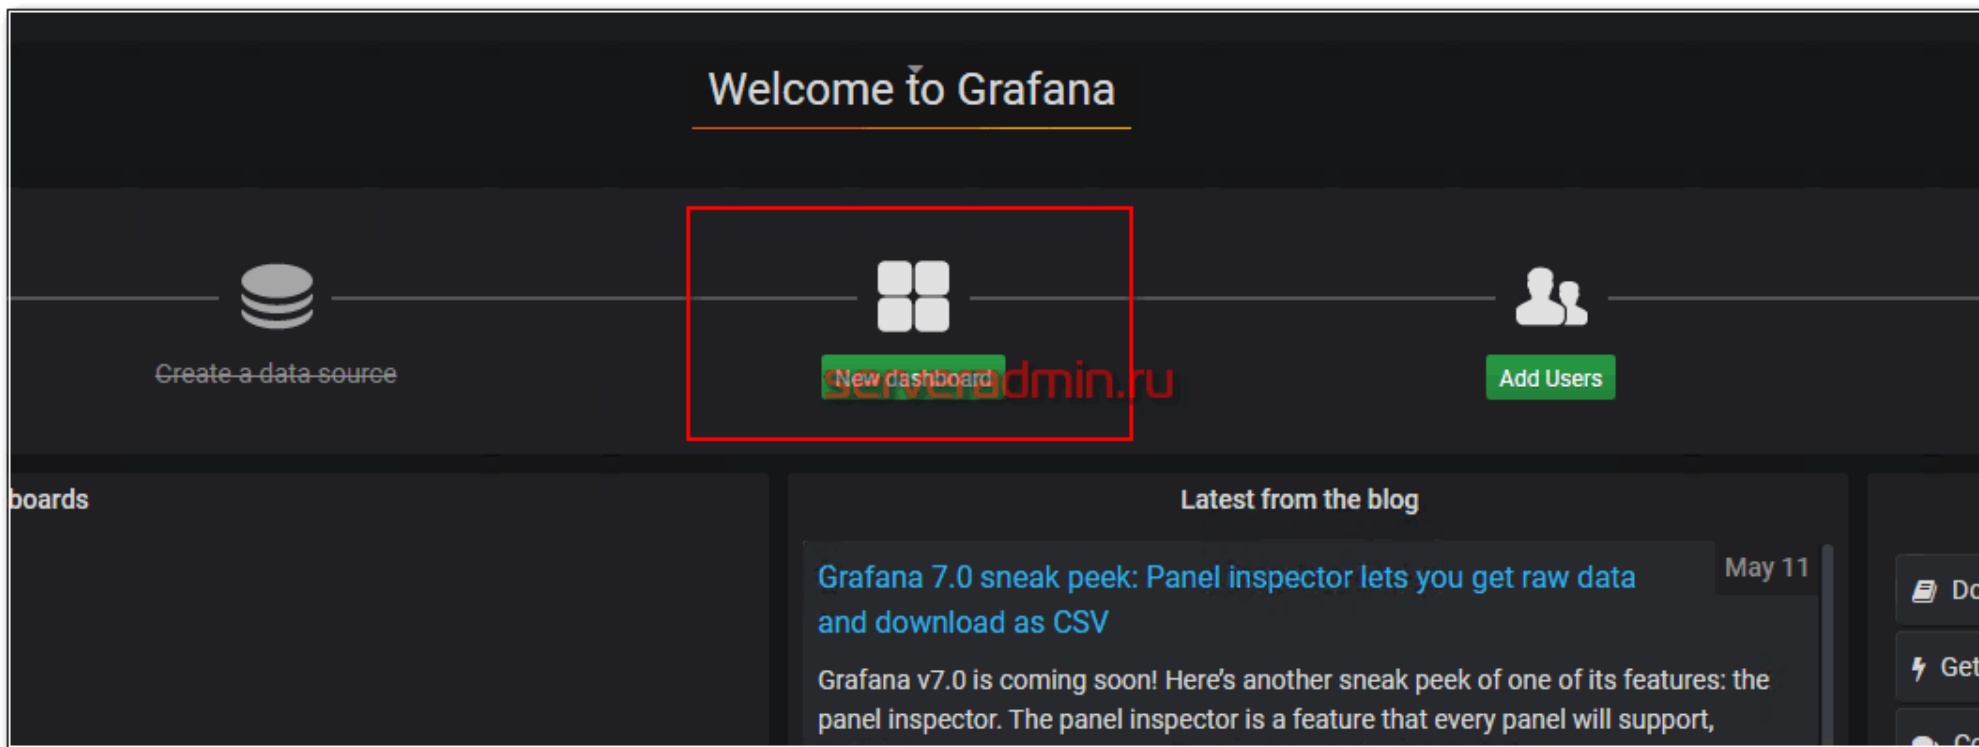 Welcome to Grafana
Create a data source
New dashboard
serveradmin.ru
Add Users
boards
Latest from the blog
Grafana 7.0 sneak peek: Panel inspector lets you get raw data
and download as CSV
May 11
Grafana v7.0 is coming soon! Here's another sneak peek of one of its features: the
panel inspector. The panel inspector is a feature that every panel will support,
Do
Get